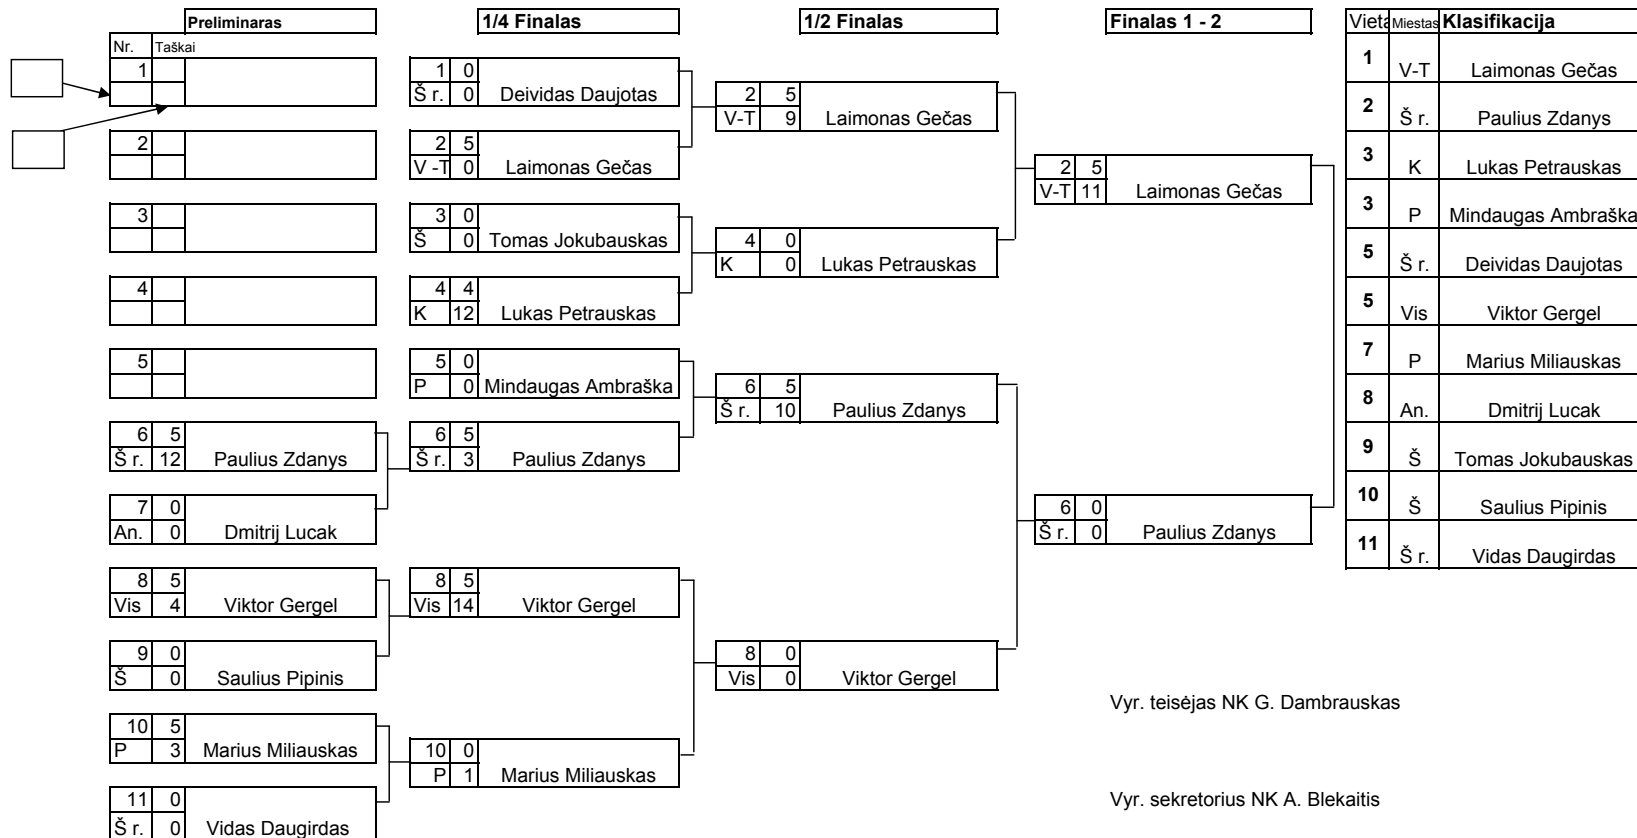 Preliminaras 1/4 Finalas 1/2 Finalas Finalas 1 - 2 Vieta Miestas Klasifikacija
Nr. Taškai
1
1 0
Š r. 0 Deividas Daujotas
2 5
V-T 9 Laimonas Gečas
1 V-T Laimonas Gečas
2 Š r. Paulius Zdanys
2
2 5
V -T 0 Laimonas Gečas
2 5
V-T 11 Laimonas Gečas
3 K Lukas Petrauskas
3
3 0
Š 0 Tomas Jokubauskas
4 0
K 0 Lukas Petrauskas
3 P Mindaugas Ambraška
5 Š r. Deividas Daujotas
4
4 4
K 12 Lukas Petrauskas
5 Vis Viktor Gergel
5
5 0
P 0 Mindaugas Ambraška
6 5
Š r. 10 Paulius Zdanys
7 P Marius Miliauskas
8 An. Dmitrij Lucak
6 5
Š r. 12 Paulius Zdanys
6 5
Š r. 3 Paulius Zdanys
9 Š Tomas Jokubauskas
7 0
An. 0 Dmitrij Lucak
6 0
Š r. 0 Paulius Zdanys
10 Š Saulius Pipinis
11 Š r. Vidas Daugirdas
8 5
Vis 4 Viktor Gergel
8 5
Vis 14 Viktor Gergel
9 0
Š 0 Saulius Pipinis
8 0
Vis 0 Viktor Gergel
Vyr. teisėjas NK G. Dambrauskas
10 5
P 3 Marius Miliauskas
10 0
P 1 Marius Miliauskas
11 0
Š r. 0 Vidas Daugirdas
Vyr. sekretorius NK A. Blekaitis